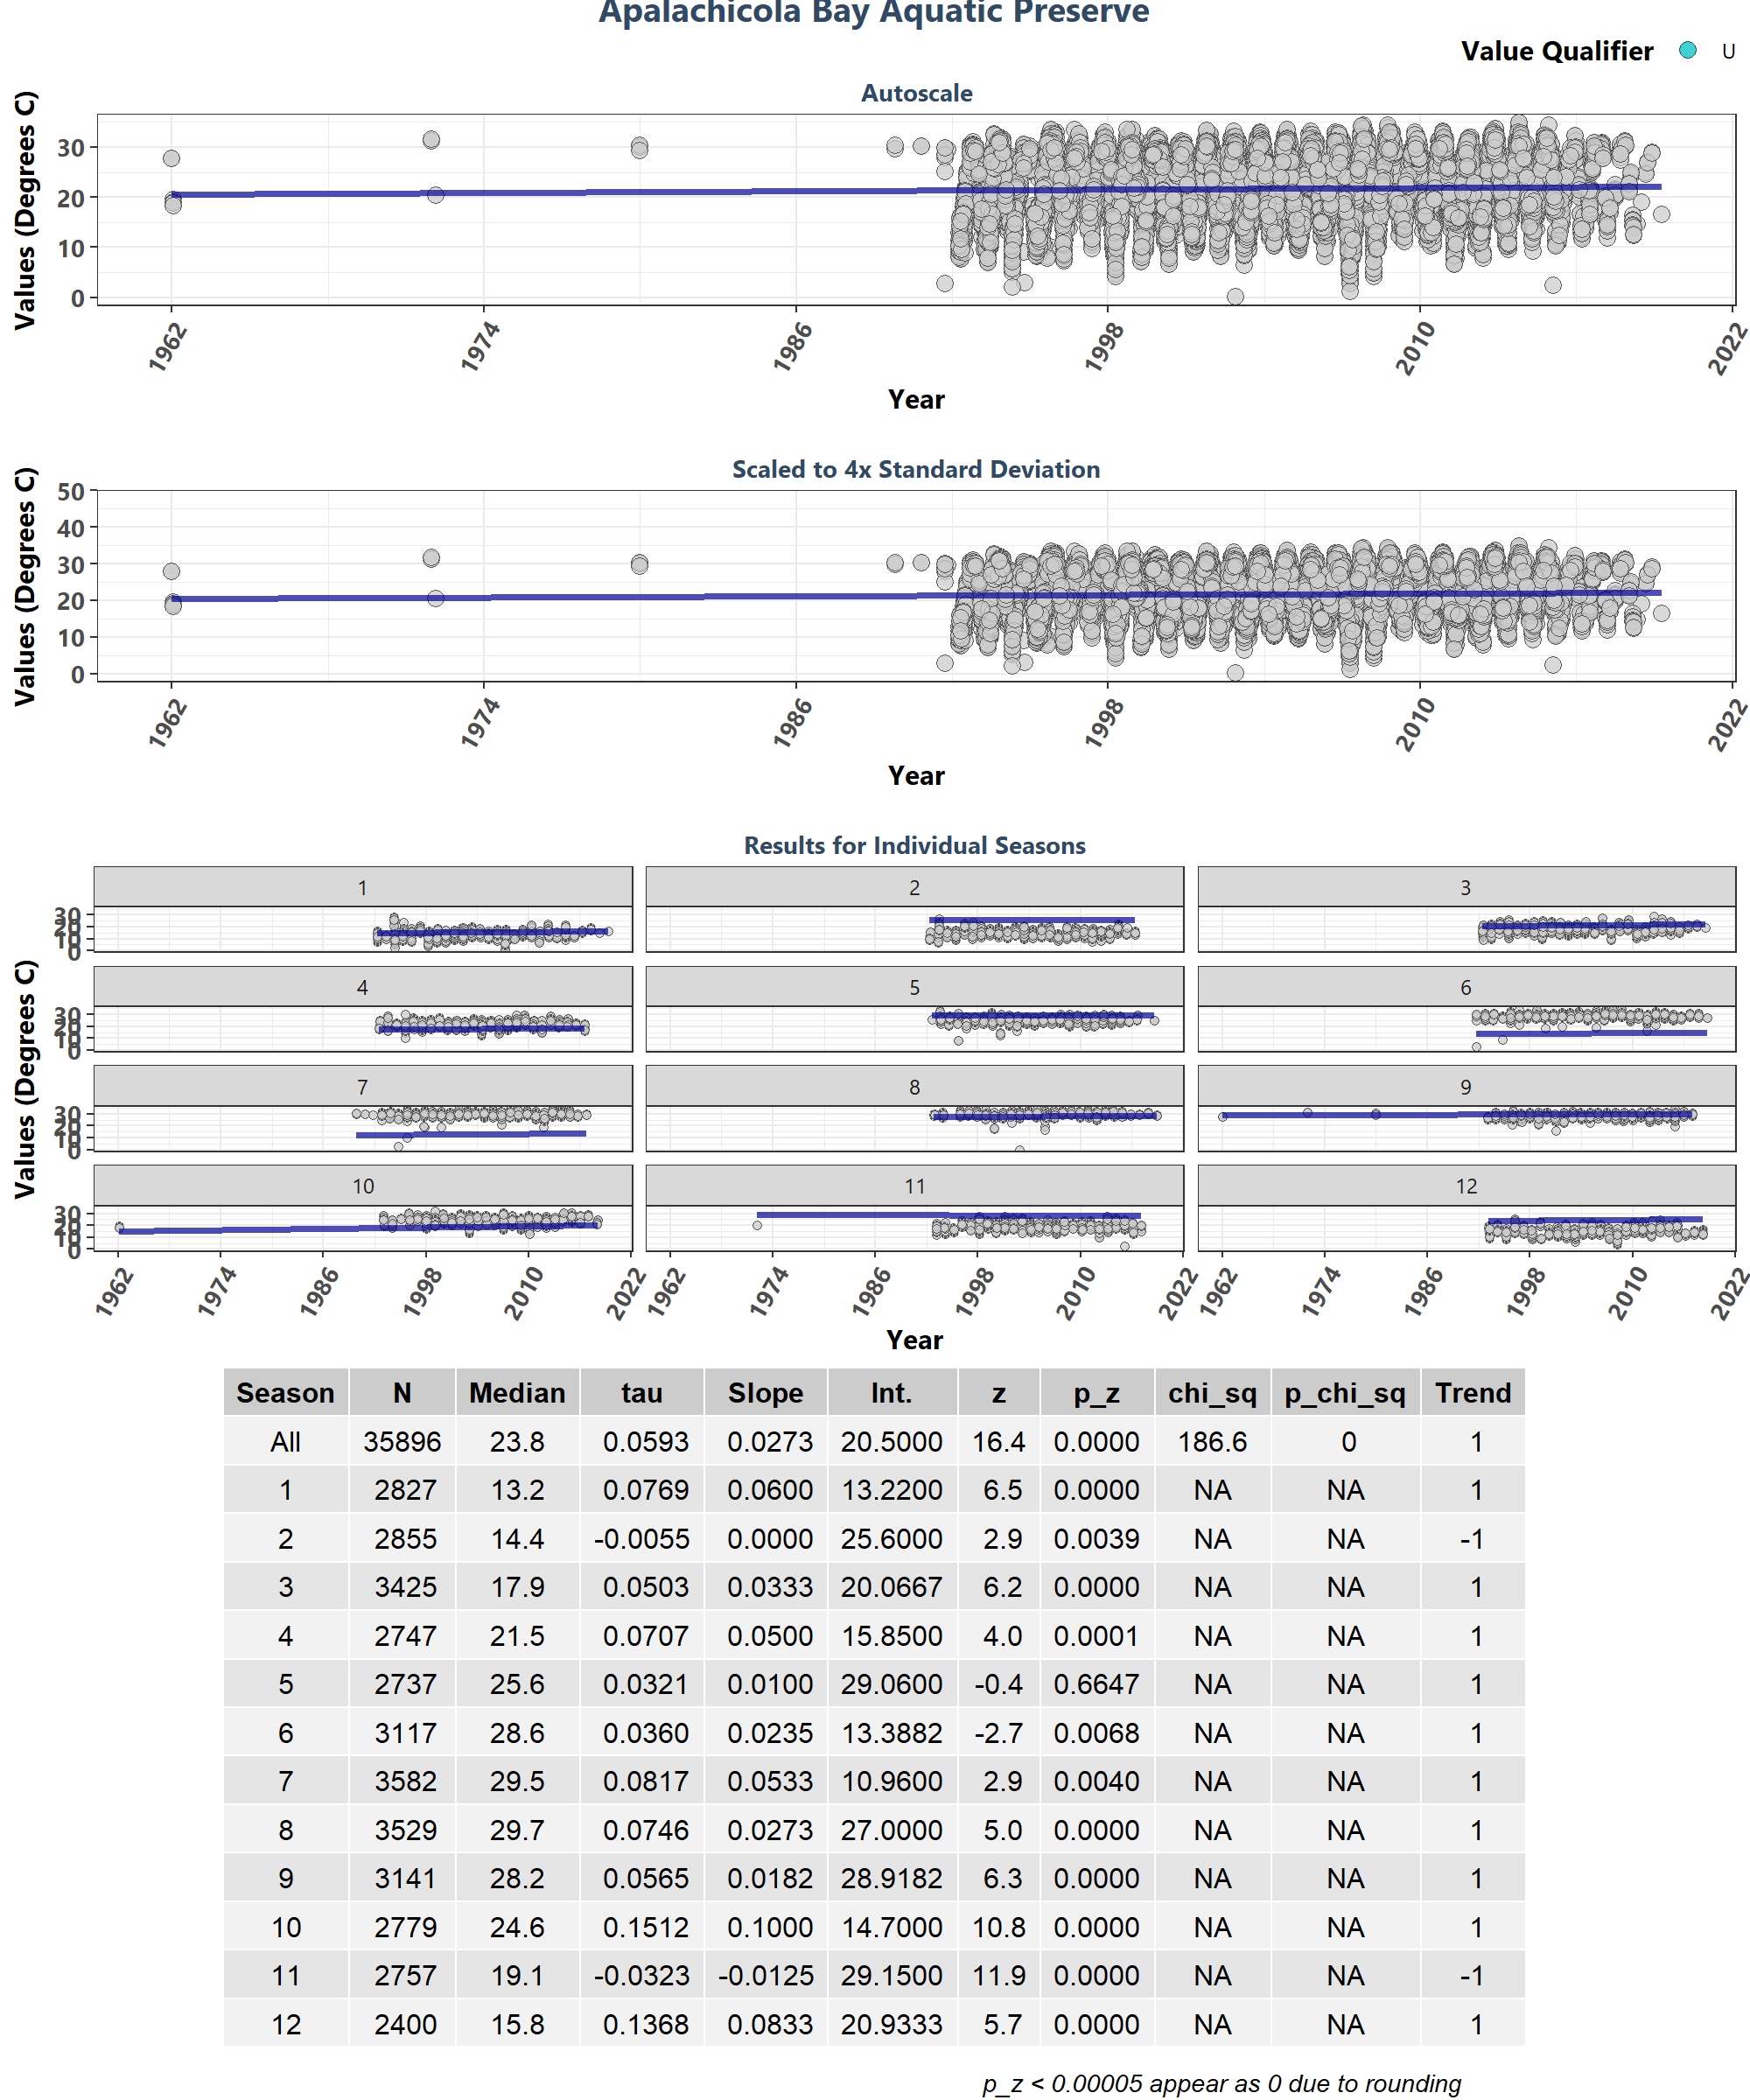 Apalachicola Bay Aquatic Preserve
Value Qualifier U
Autoscale
Values (Degrees C)
30
20
10
0
1962 1974 1986 1998 2010 2022
Year
Scaled to 4x Standard Deviation
Values (Degrees C)
50
40
30
20
10
0
1962 1974 1986 1998 2010 2022
Year
Results for Individual Seasons
Values (Degrees C)
1 2 3
30
20
10
0
4 5 6
30
20
10
0
7 8 9
30
20
10
0
10 11 12
30
20
10
0
1962 1974 1986 1998 2010 2022 1962 1974 1986 1998 2010 2022 1962 1974 1986 1998 2010 2022
Year
Season N Median tau Slope Int. z p_z chi_sq p_chi_sq Trend
All 35896 23.8 0.0593 0.0273 20.5000 16.4 0.0000 186.6 0 1
1 2827 13.2 0.0769 0.0600 13.2200 6.5 0.0000 NA NA 1
2 2855 14.4 -0.0055 0.0000 25.6000 2.9 0.0039 NA NA -1
3 3425 17.9 0.0503 0.0333 20.0667 6.2 0.0000 NA NA 1
4 2747 21.5 0.0707 0.0500 15.8500 4.0 0.0001 NA NA 1
5 2737 25.6 0.0321 0.0100 29.0600 -0.4 0.6647 NA NA 1
6 3117 28.6 0.0360 0.0235 13.3882 -2.7 0.0068 NA NA 1
7 3582 29.5 0.0817 0.0533 10.9600 2.9 0.0040 NA NA 1
8 3529 29.7 0.0746 0.0273 27.0000 5.0 0.0000 NA NA 1
9 3141 28.2 0.0565 0.0182 28.9182 6.3 0.0000 NA NA 1
10 2779 24.6 0.1512 0.1000 14.7000 10.8 0.0000 NA NA 1
11 2757 19.1 -0.0323 -0.0125 29.1500 11.9 0.0000 NA NA -1
12 2400 15.8 0.1368 0.0833 20.9333 5.7 0.0000 NA NA 1
p_z < 0.00005 appear as 0 due to rounding